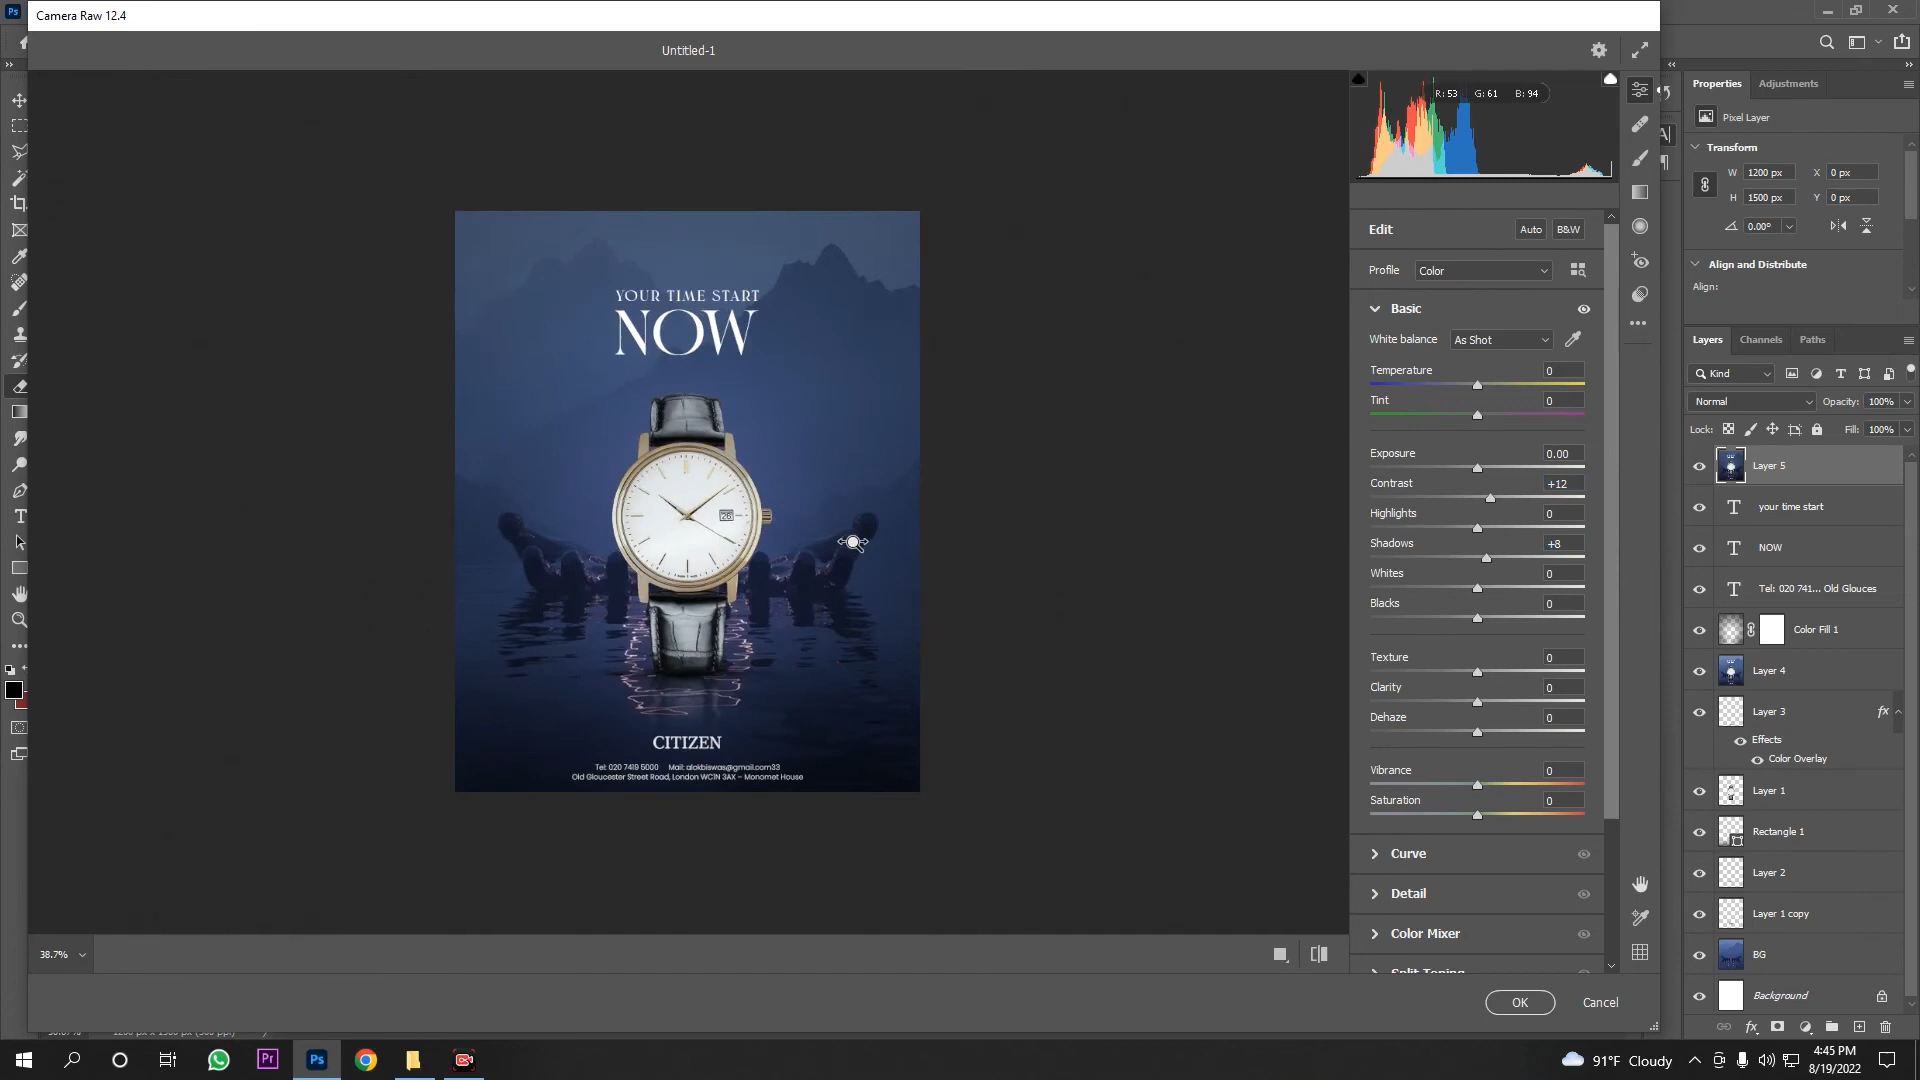 Camera Raw 12.4
Untitled-1
R: 53 G: 61 B: 94
Edit
Auto
B&W
Profile
Color
Basic
White balance
As Shot
Temperature
0
Tint
0
Exposure
0.00
Contrast
+12
Highlights
0
Shadows
+8
Whites
0
Blacks
0
Texture
0
Clarity
0
Dehaze
0
Vibrance
0
Saturation
0
Curve
Detail
Color Mixer
Split Toning
OK
Cancel
38.7%
YOUR TIME START
NOW
26
CITIZEN
Tel: 020 7419 5000 Mail: alokbiswas@gmail.com33
Old Gloucester Street Road, London WC1N 3AX – Monomet House
Properties
Adjustments
Pixel Layer
Transform
W 1200 px X 0 px
H 1500 px Y 0 px
0.00°
Align and Distribute
Align:
Layers
Channels
Paths
Kind
Normal
Opacity: 100%
Lock:
Fill: 100%
Layer 5
your time start
NOW
Tel: 020 741... Old Glouces
Color Fill 1
Layer 4
Layer 3
fx
Effects
Color Overlay
Layer 1
Rectangle 1
Layer 2
Layer 1 copy
BG
Background
fx
Ps
Pr
Ps
91°F Cloudy
4:45 PM
8/19/2022